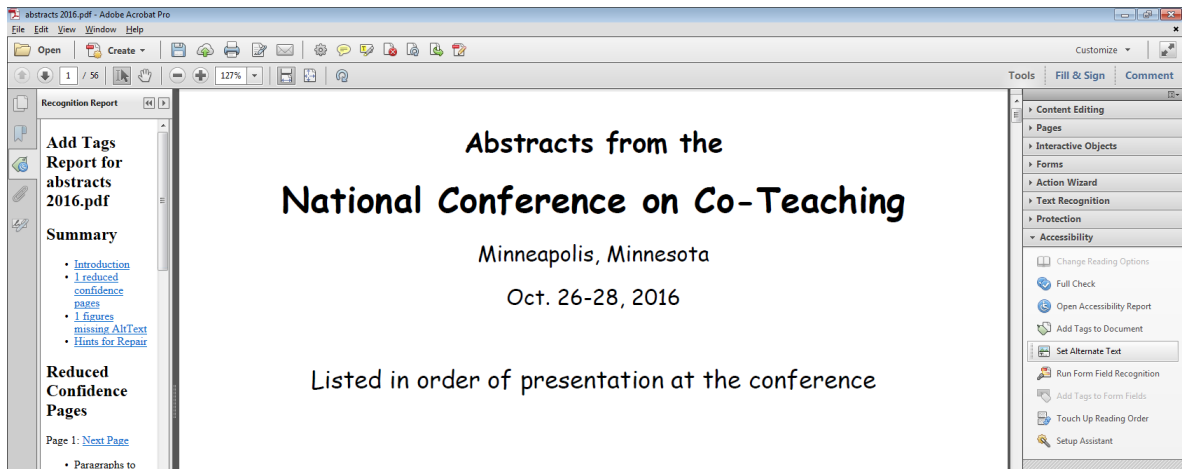 abstracts 2016.pdf - Adobe Acrobat Pro
File Edit View Window Help
Open Create Customize
1 / 56 127% Tools Fill & Sign Comment
Recognition Report
Add Tags
Report for
abstracts
2016.pdf
Summary
• Introduction
• 1 reduced
confidence
pages
• 1 figures
missing AltText
• Hints for Repair
Reduced
Confidence
Pages
Page 1: Next Page
• Paragraphs to
Abstracts from the
National Conference on Co-Teaching
Minneapolis, Minnesota
Oct. 26-28, 2016
Listed in order of presentation at the conference
Content Editing
Pages
Interactive Objects
Forms
Action Wizard
Text Recognition
Protection
Accessibility
Change Reading Options
Full Check
Open Accessibility Report
Add Tags to Document
Set Alternate Text
Run Form Field Recognition
Add Tags to Form Fields
Touch Up Reading Order
Setup Assistant